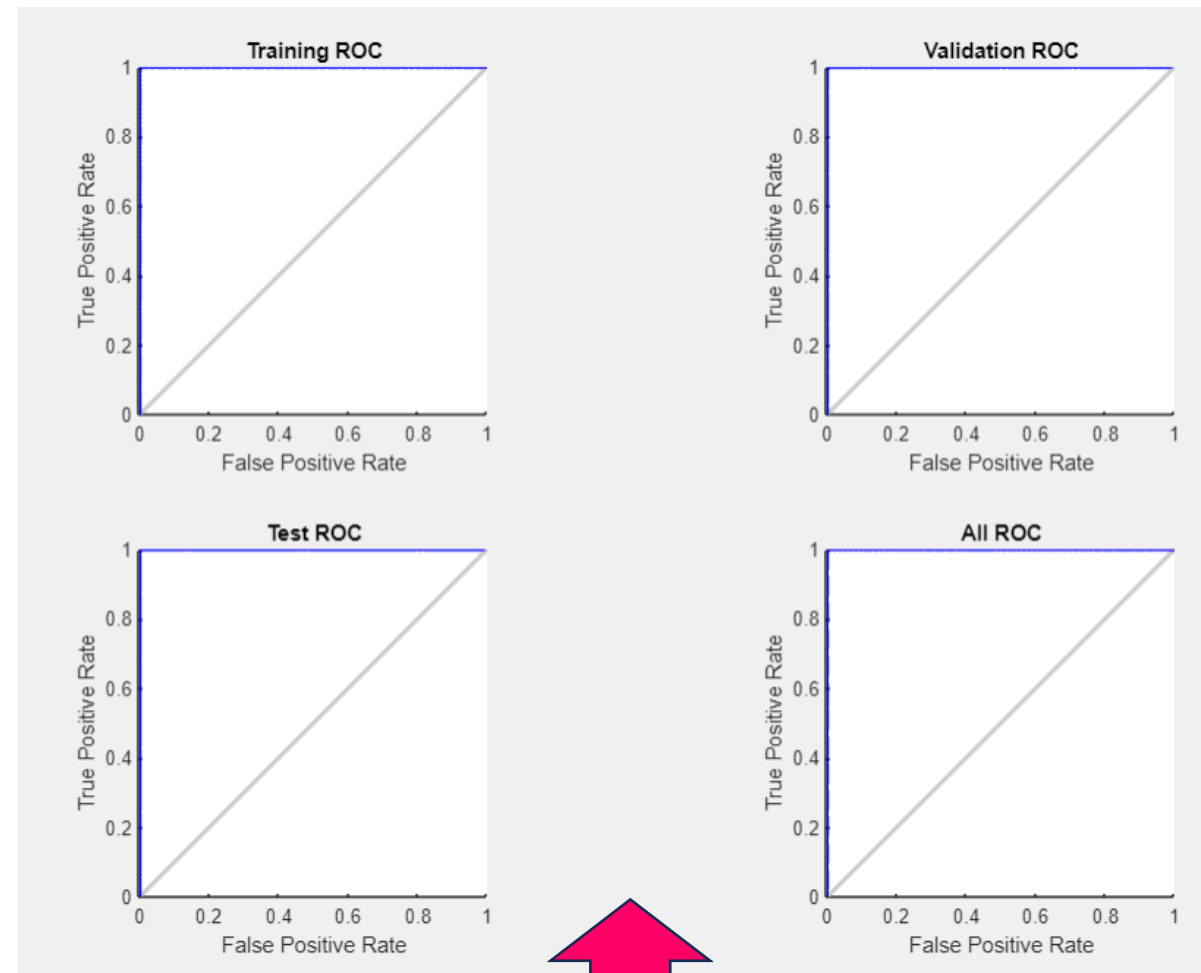 Training ROC
1
0.8
0.6
0.4
0.2
0
True Positive Rate
0 0.2 0.4 0.6 0.8 1
False Positive Rate
Validation ROC
1
0.8
0.6
0.4
0.2
0
True Positive Rate
0 0.2 0.4 0.6 0.8 1
False Positive Rate
Test ROC
1
0.8
0.6
0.4
0.2
0
True Positive Rate
0 0.2 0.4 0.6 0.8 1
False Positive Rate
All ROC
1
0.8
0.6
0.4
0.2
0
True Positive Rate
0 0.2 0.4 0.6 0.8 1
False Positive Rate